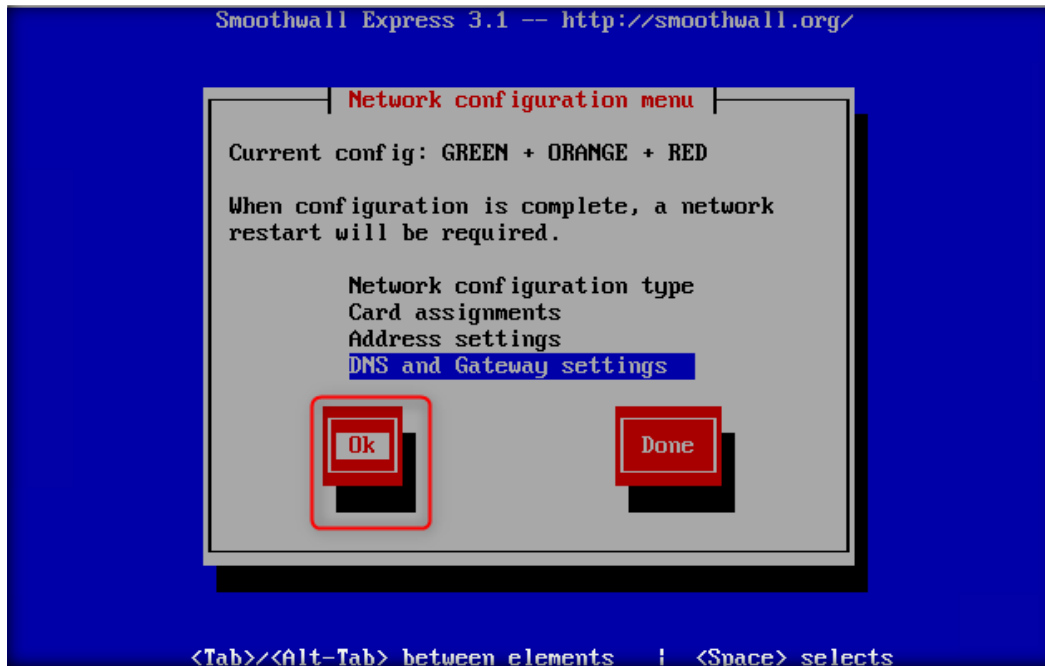 Smoothwall Express 3.1 -- http://smoothwall.org/
Network configuration menu
Current config: GREEN + ORANGE + RED
When configuration is complete, a network
restart will be required.
Network configuration type
Card assignments
Address settings
DNS and Gateway settings
Ok Done
<Tab>/<Alt-Tab> between elements | <Space> selects